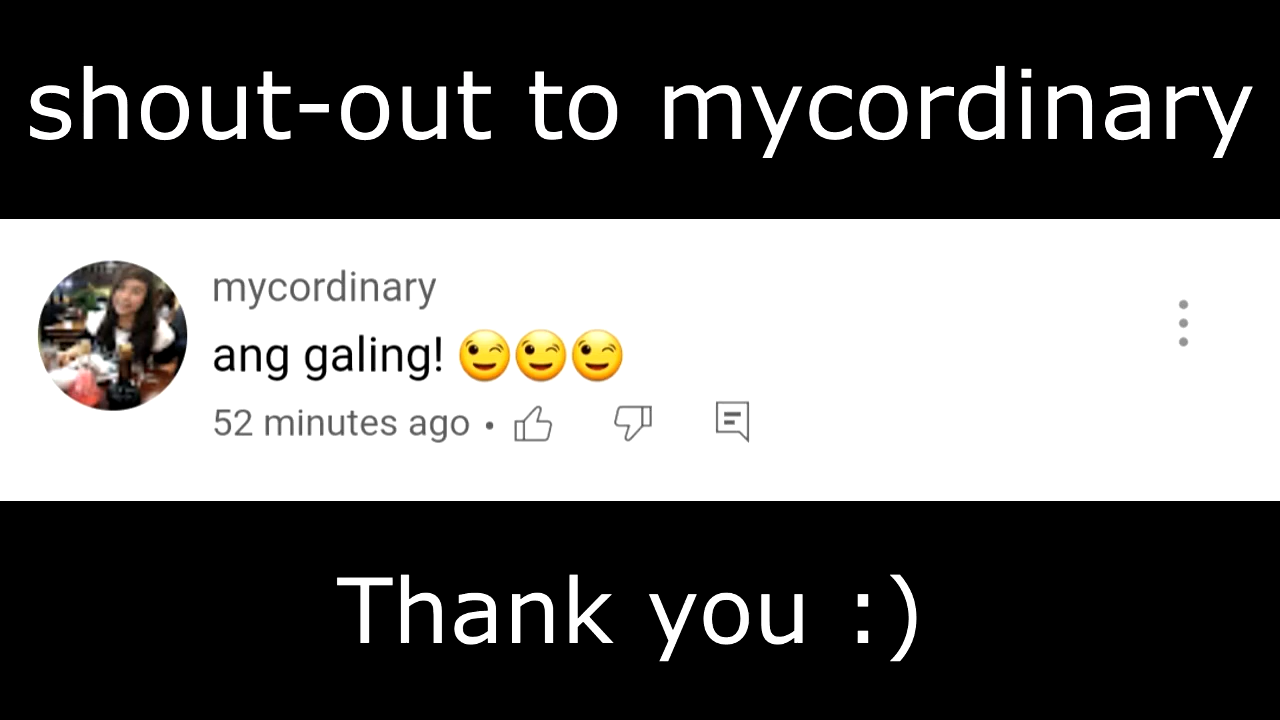 shout-out to mycordinary
mycordinary
ang galing! 😉😉😉
52 minutes ago •
Thank you :)